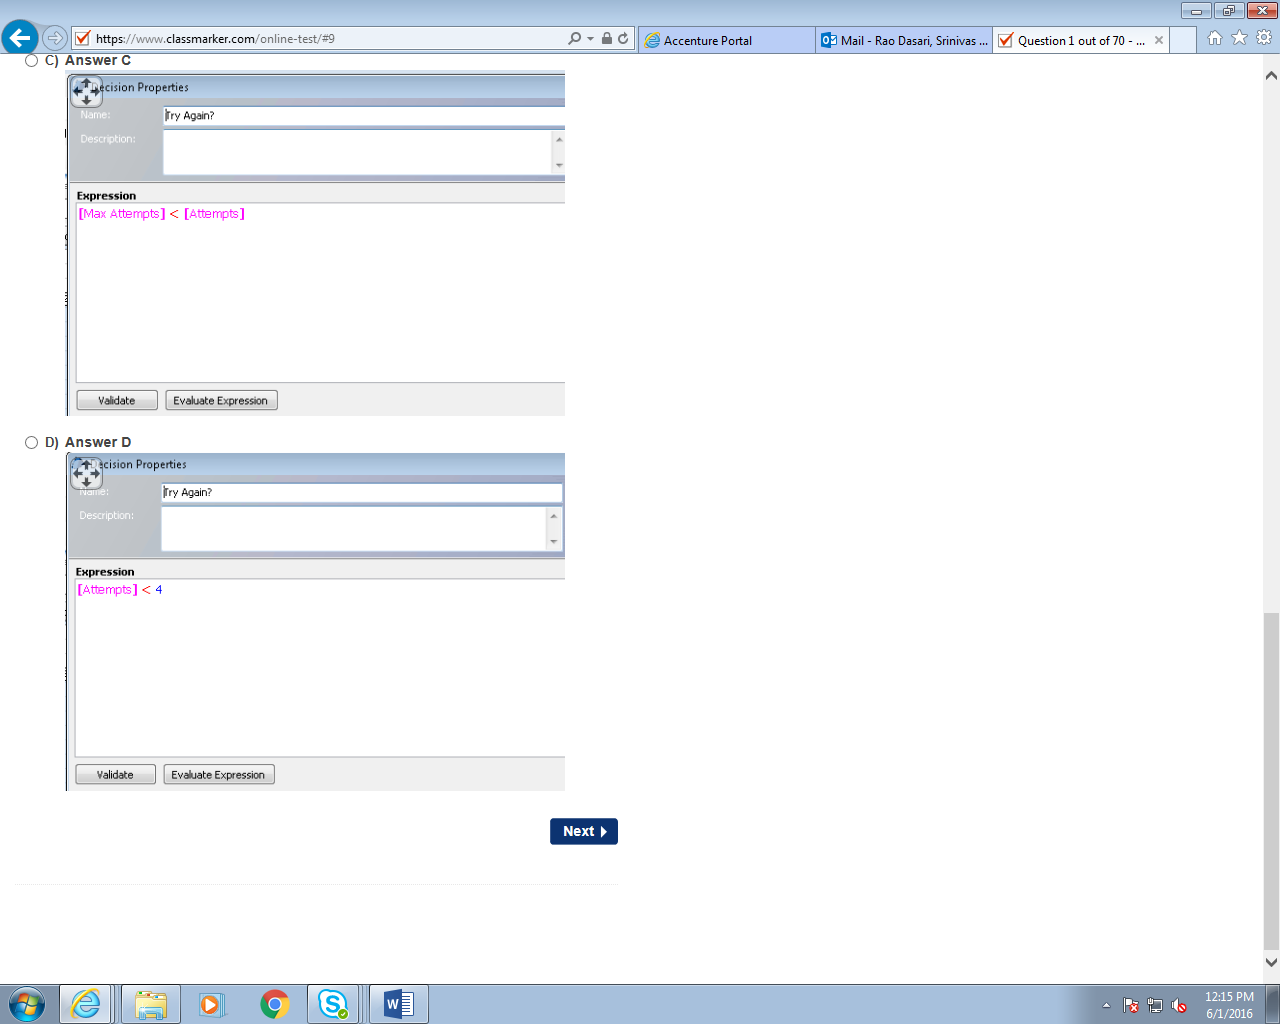 https://www.classmarker.com/online-test/#9
Accenture Portal
Mail - Rao Dasari, Srinivas ...
Question 1 out of 70 - ...
C) Answer C
ecision Properties
Name:
Try Again?
Description:
Expression
[Max Attempts] < [Attempts]
Validate
Evaluate Expression
D) Answer D
ecision Properties
Name:
Try Again?
Description:
Expression
[Attempts] < 4
Validate
Evaluate Expression
Next
12:15 PM
6/1/2016